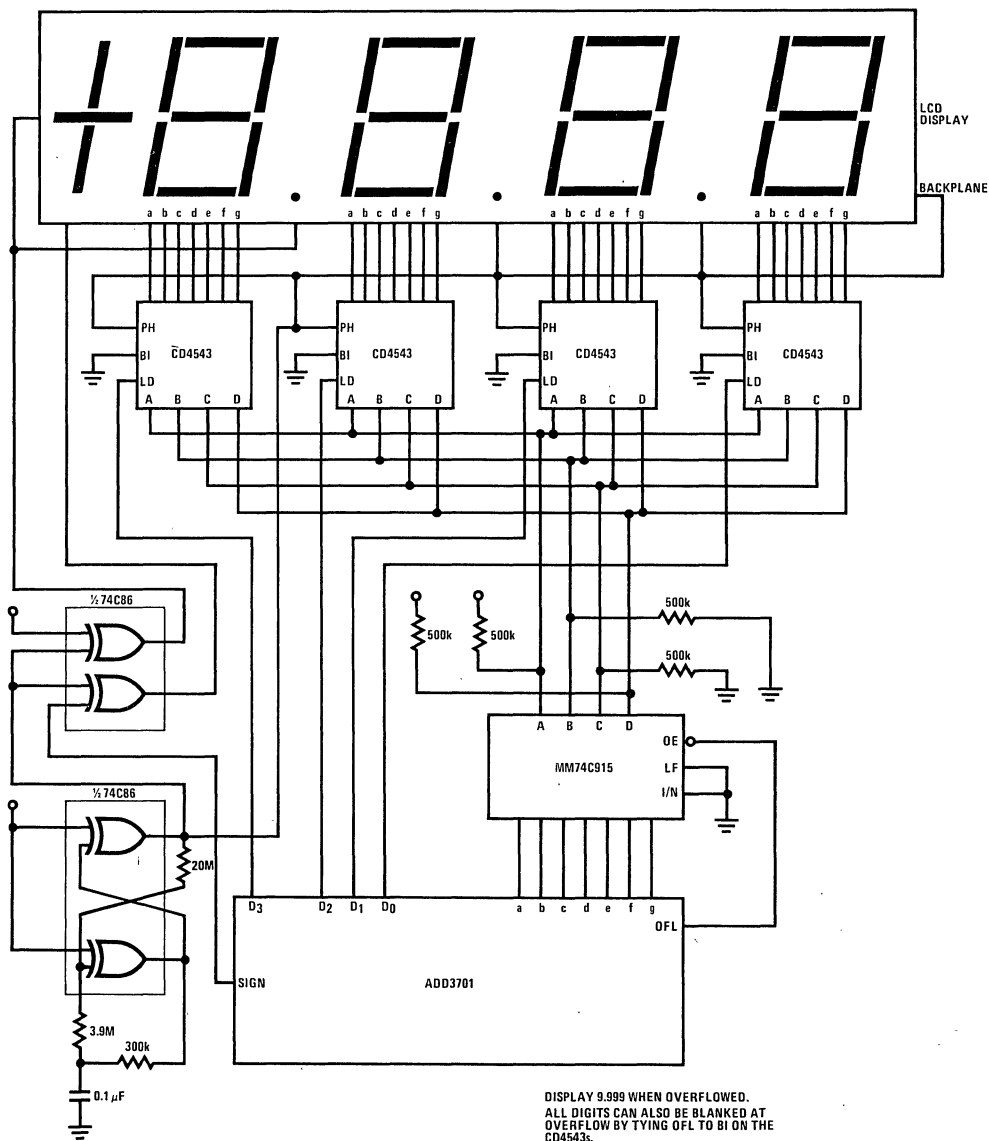 LCD
DISPLAY
BACKPLANE
a b c d e f g
a b c d e f g
a b c d e f g
a b c d e f g
PH
BI
LD
CD4543
A B C D
PH
BI
LD
CD4543
A B C D
PH
BI
LD
CD4543
A B C D
PH
BI
LD
CD4543
A B C D
½ 74C86
500k
500k
500k
500k
A B C D
OE
LF
I/N
MM74C915
½ 74C86
20M
3.9M
300k
0.1 µF
D3 D2 D1 D0
a b c d e f g
OFL
SIGN
ADD3701
DISPLAY 9.999 WHEN OVERFLOWED.
ALL DIGITS CAN ALSO BE BLANKED AT
OVERFLOW BY TYING OFL TO BI ON THE
CD4543s.